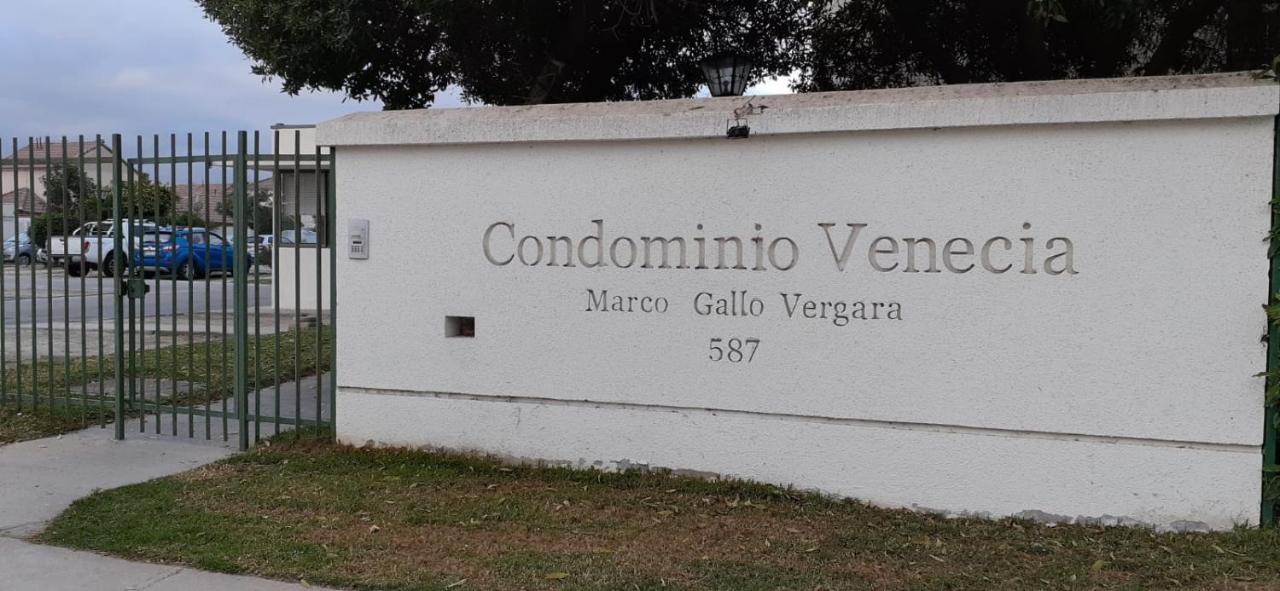 Condominio Venecia
Marco Gallo Vergara
587